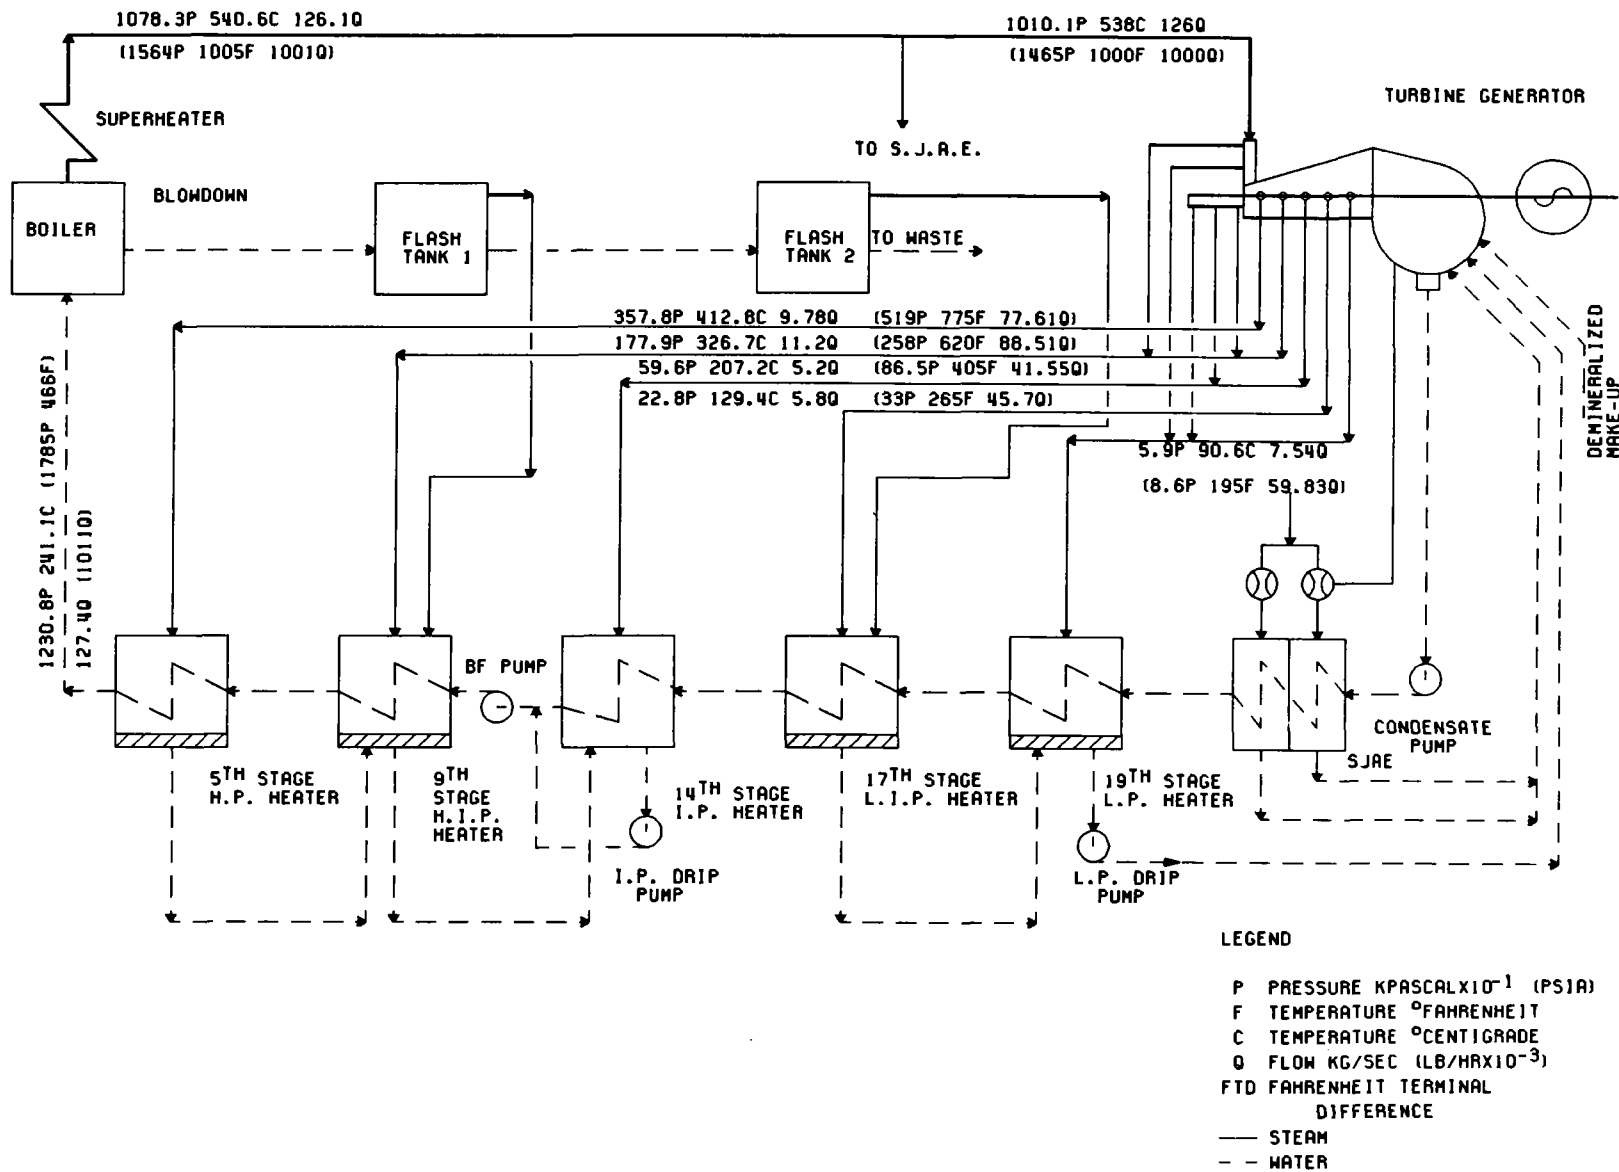 1078.3P 540.6C 126.1Q
(1564P 1005F 1001Q)
1010.1P 538C 126Q
(1465P 1000F 1000Q)
TURBINE GENERATOR
SUPERHEATER
TO S.J.A.E.
BLOWDOWN
BOILER
FLASH
TANK 1
FLASH
TANK 2
TO WASTE
357.8P 412.8C 9.78Q (519P 775F 77.61Q)
177.9P 326.7C 11.2Q (258P 620F 88.51Q)
59.6P 207.2C 5.2Q (86.5P 405F 41.55Q)
22.8P 129.4C 5.8Q (33P 265F 45.7Q)
5.9P 90.6C 7.54Q
(8.6P 195F 59.83Q)
DEMINERALIZED
MAKE-UP
1230.8P 241.1C (1785P 466F)
127.4Q (1011Q)
BF PUMP
CONDENSATE
PUMP
SJAE
5TH STAGE
H.P. HEATER
9TH
STAGE
H.I.P.
HEATER
14TH STAGE
I.P. HEATER
17TH STAGE
L.I.P. HEATER
19TH STAGE
L.P. HEATER
I.P. DRIP
PUMP
L.P. DRIP
PUMP
LEGEND
P PRESSURE KPASCALX10-1 (PSIA)
F TEMPERATURE °FAHRENHEIT
C TEMPERATURE °CENTIGRADE
Q FLOW KG/SEC (LB/HRX10-3)
FTD FAHRENHEIT TERMINAL
DIFFERENCE
STEAM
WATER